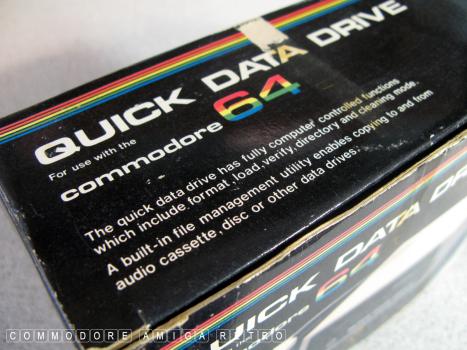 QUICK DATA DRIVE
For use with the
commodore 64
The quick data drive has fully computer controlled functions
which include, format, load, verify, directory and cleaning mode.
A built-in file management utility enables copying to and from
audio cassette, disc or other data drives.
QUICK DATA DRIVE
commodore 64
COMMODORE AMIGA RETRO